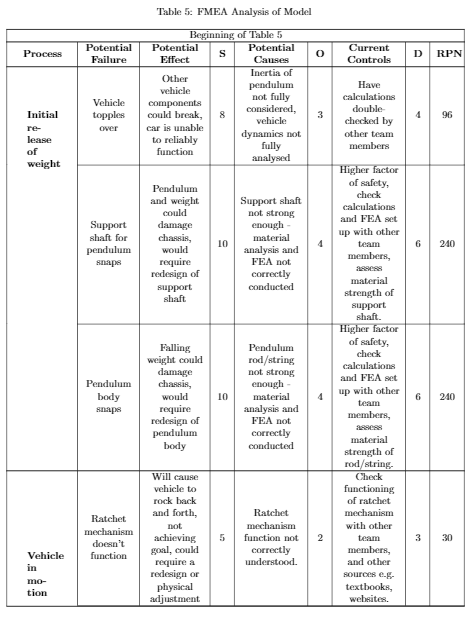 Table 5: FMEA Analysis of Model
Beginning of Table 5
Process
Potential
Failure
Potential
Effect
S
Potential
Causes
O
Current
Controls
D
RPN
Initial
re-
lease
of
weight
Vehicle
topples
over
Other
vehicle
components
could break,
car is unable
to reliably
function
8
Inertia of
pendulum
not fully
considered,
vehicle
dynamics not
fully
analysed
3
Have
calculations
double-
checked by
other team
members
4
96
Support
shaft for
pendulum
snaps
Pendulum
and weight
could
damage
chassis,
would
require
redesign of
support
shaft
10
Support shaft
not strong
enough -
material
analysis and
FEA not
correctly
conducted
4
Higher factor
of safety,
check
calculations
and FEA set
up with other
team
members,
assess
material
strength of
support
shaft.
6
240
Pendulum
body
snaps
Falling
weight could
damage
chassis,
would
require
redesign of
pendulum
body
10
Pendulum
rod/string
not strong
enough -
material
analysis and
FEA not
correctly
conducted
4
Higher factor
of safety,
check
calculations
and FEA set
up with other
team
members,
assess
material
strength of
rod/string.
6
240
Vehicle
in
mo-
tion
Ratchet
mechanism
doesn't
function
Will cause
vehicle to
rock back
and forth,
not
achieving
goal, could
require a
redesign or
physical
adjustment
5
Ratchet
mechanism
function not
correctly
understood.
2
Check
functioning
of ratchet
mechanism
with other
team
members,
and other
sources e.g.
textbooks,
websites.
3
30